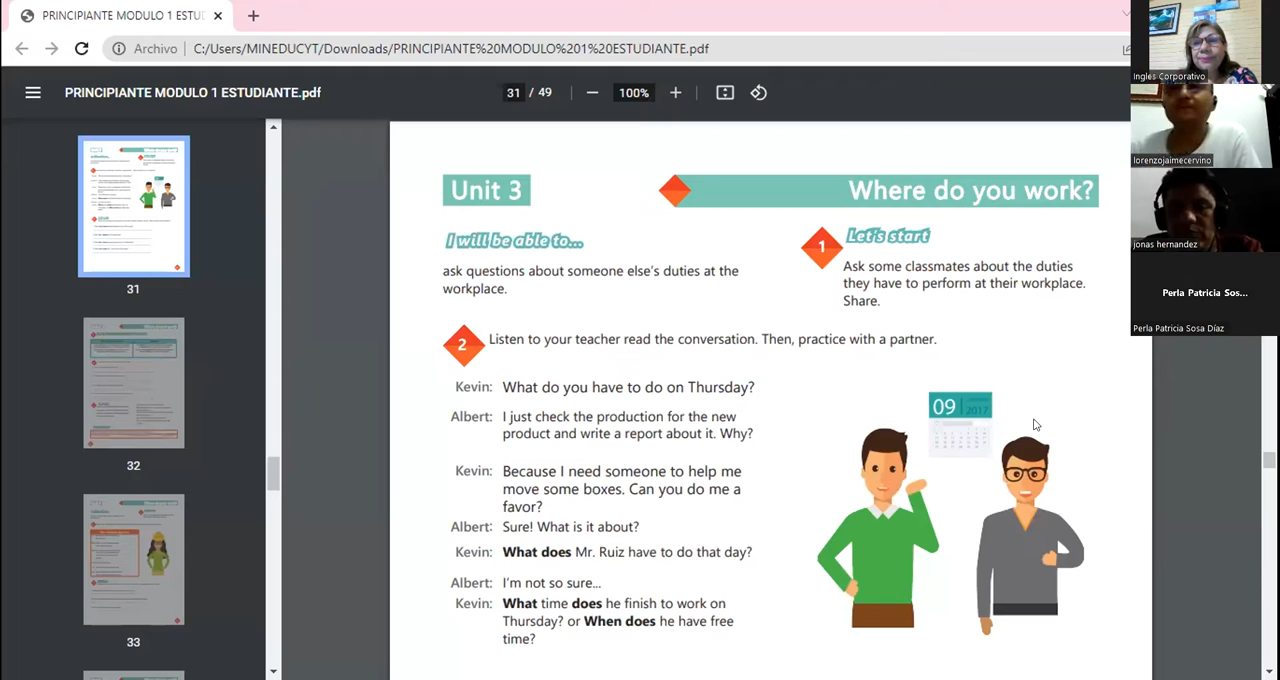 PRINCIPIANTE MODULO 1 ESTU
Archivo
C:/Users/MINEDUCYT/Downloads/PRINCIPIANTE%20MODULO%201%20ESTUDIANTE.pdf
PRINCIPIANTE MODULO 1 ESTUDIANTE.pdf
31 / 49
100%
31
32
33
Unit 3
Where do you work?
I will be able to...
ask questions about someone else's duties at the
workplace.
1
Let's start
Ask some classmates about the duties
they have to perform at their workplace.
Share.
2
Listen to your teacher read the conversation. Then, practice with a partner.
Kevin: What do you have to do on Thursday?
Albert: I just check the production for the new
product and write a report about it. Why?
Kevin: Because I need someone to help me
move some boxes. Can you do me a
favor?
Albert: Sure! What is it about?
Kevin: What does Mr. Ruiz have to do that day?
Albert: I'm not so sure...
Kevin: What time does he finish to work on
Thursday? or When does he have free
time?
09
2017
Ingles Corporativo
lorenzojaimecervino
jonas hernandez
Perla Patricia Sos...
Perla Patricia Sosa Díaz